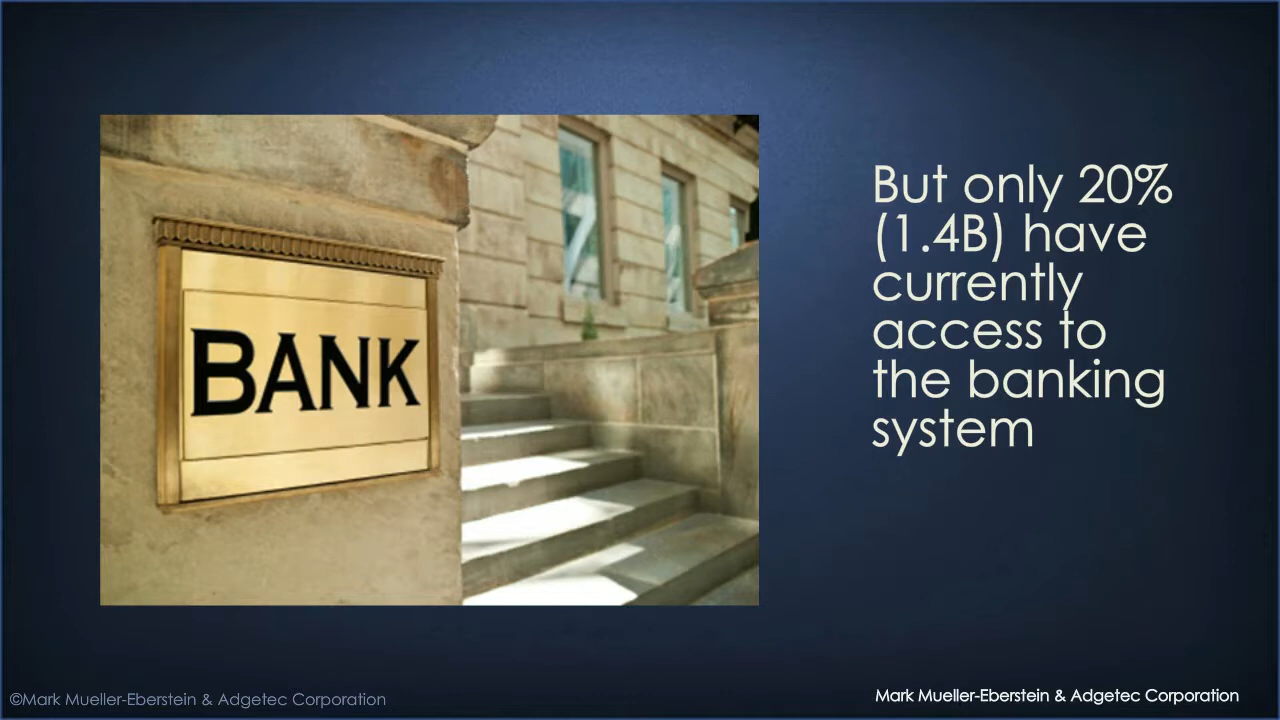 BANK
But only 20%
(1.4B) have
currently
access to
the banking
system
©Mark Mueller-Eberstein & Adgetec Corporation
Mark Mueller-Eberstein & Adgetec Corporation